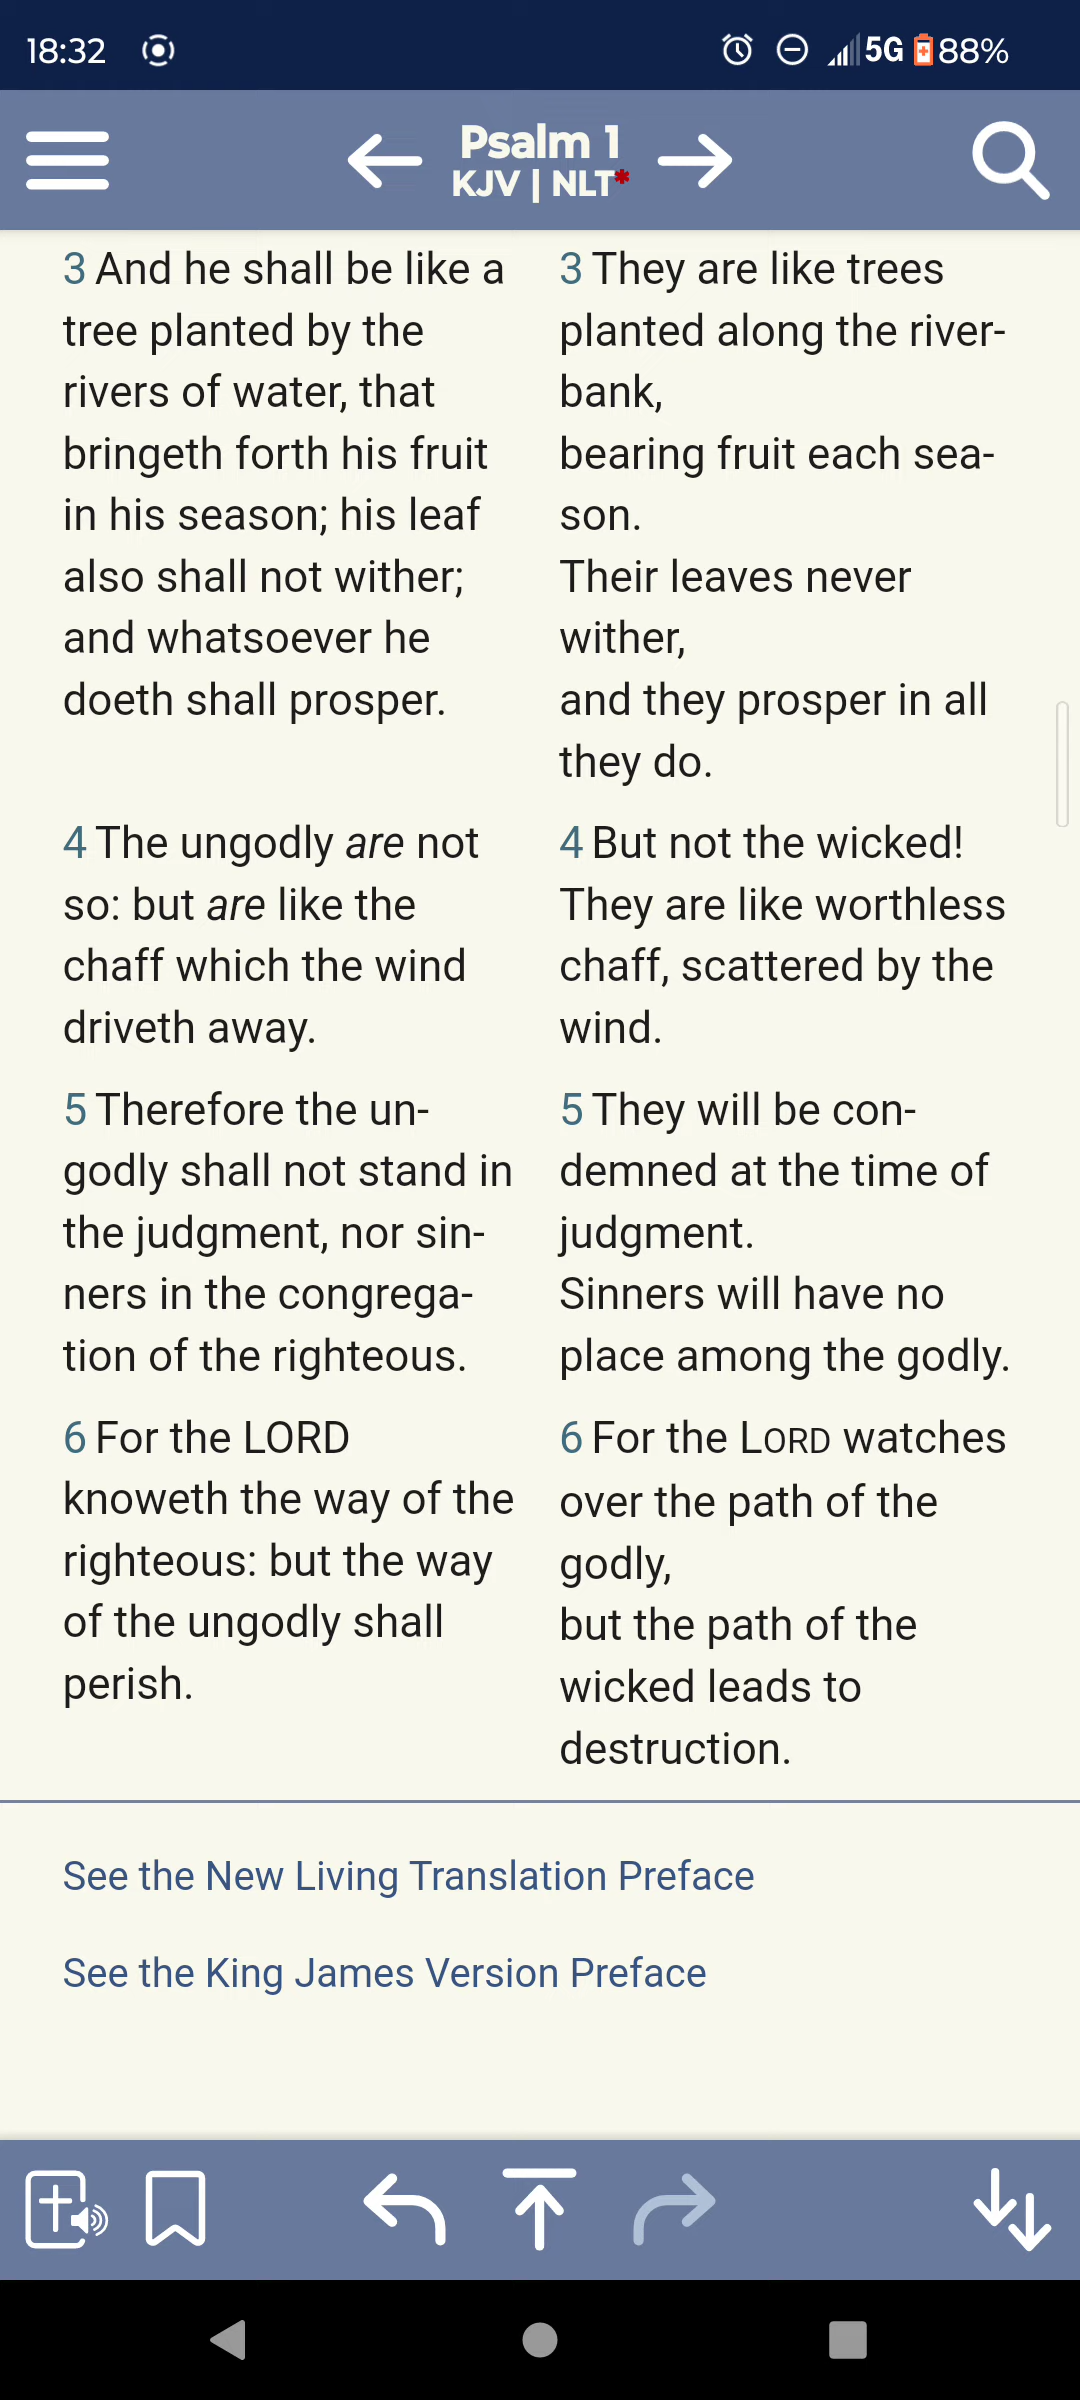 18:32
5G
88%
Psalm 1
KJV | NLT*
3 And he shall be like a
tree planted by the
rivers of water, that
bringeth forth his fruit
in his season; his leaf
also shall not wither;
and whatsoever he
doeth shall prosper.
3 They are like trees
planted along the river-
bank,
bearing fruit each sea-
son.
Their leaves never
wither,
and they prosper in all
they do.
4 The ungodly are not
so: but are like the
chaff which the wind
driveth away.
4 But not the wicked!
They are like worthless
chaff, scattered by the
wind.
5 Therefore the un-
godly shall not stand in
the judgment, nor sin-
ners in the congrega-
tion of the righteous.
5 They will be con-
demned at the time of
judgment.
Sinners will have no
place among the godly.
6 For the LORD
knoweth the way of the
righteous: but the way
of the ungodly shall
perish.
6 For the LORD watches
over the path of the
godly,
but the path of the
wicked leads to
destruction.
See the New Living Translation Preface
See the King James Version Preface